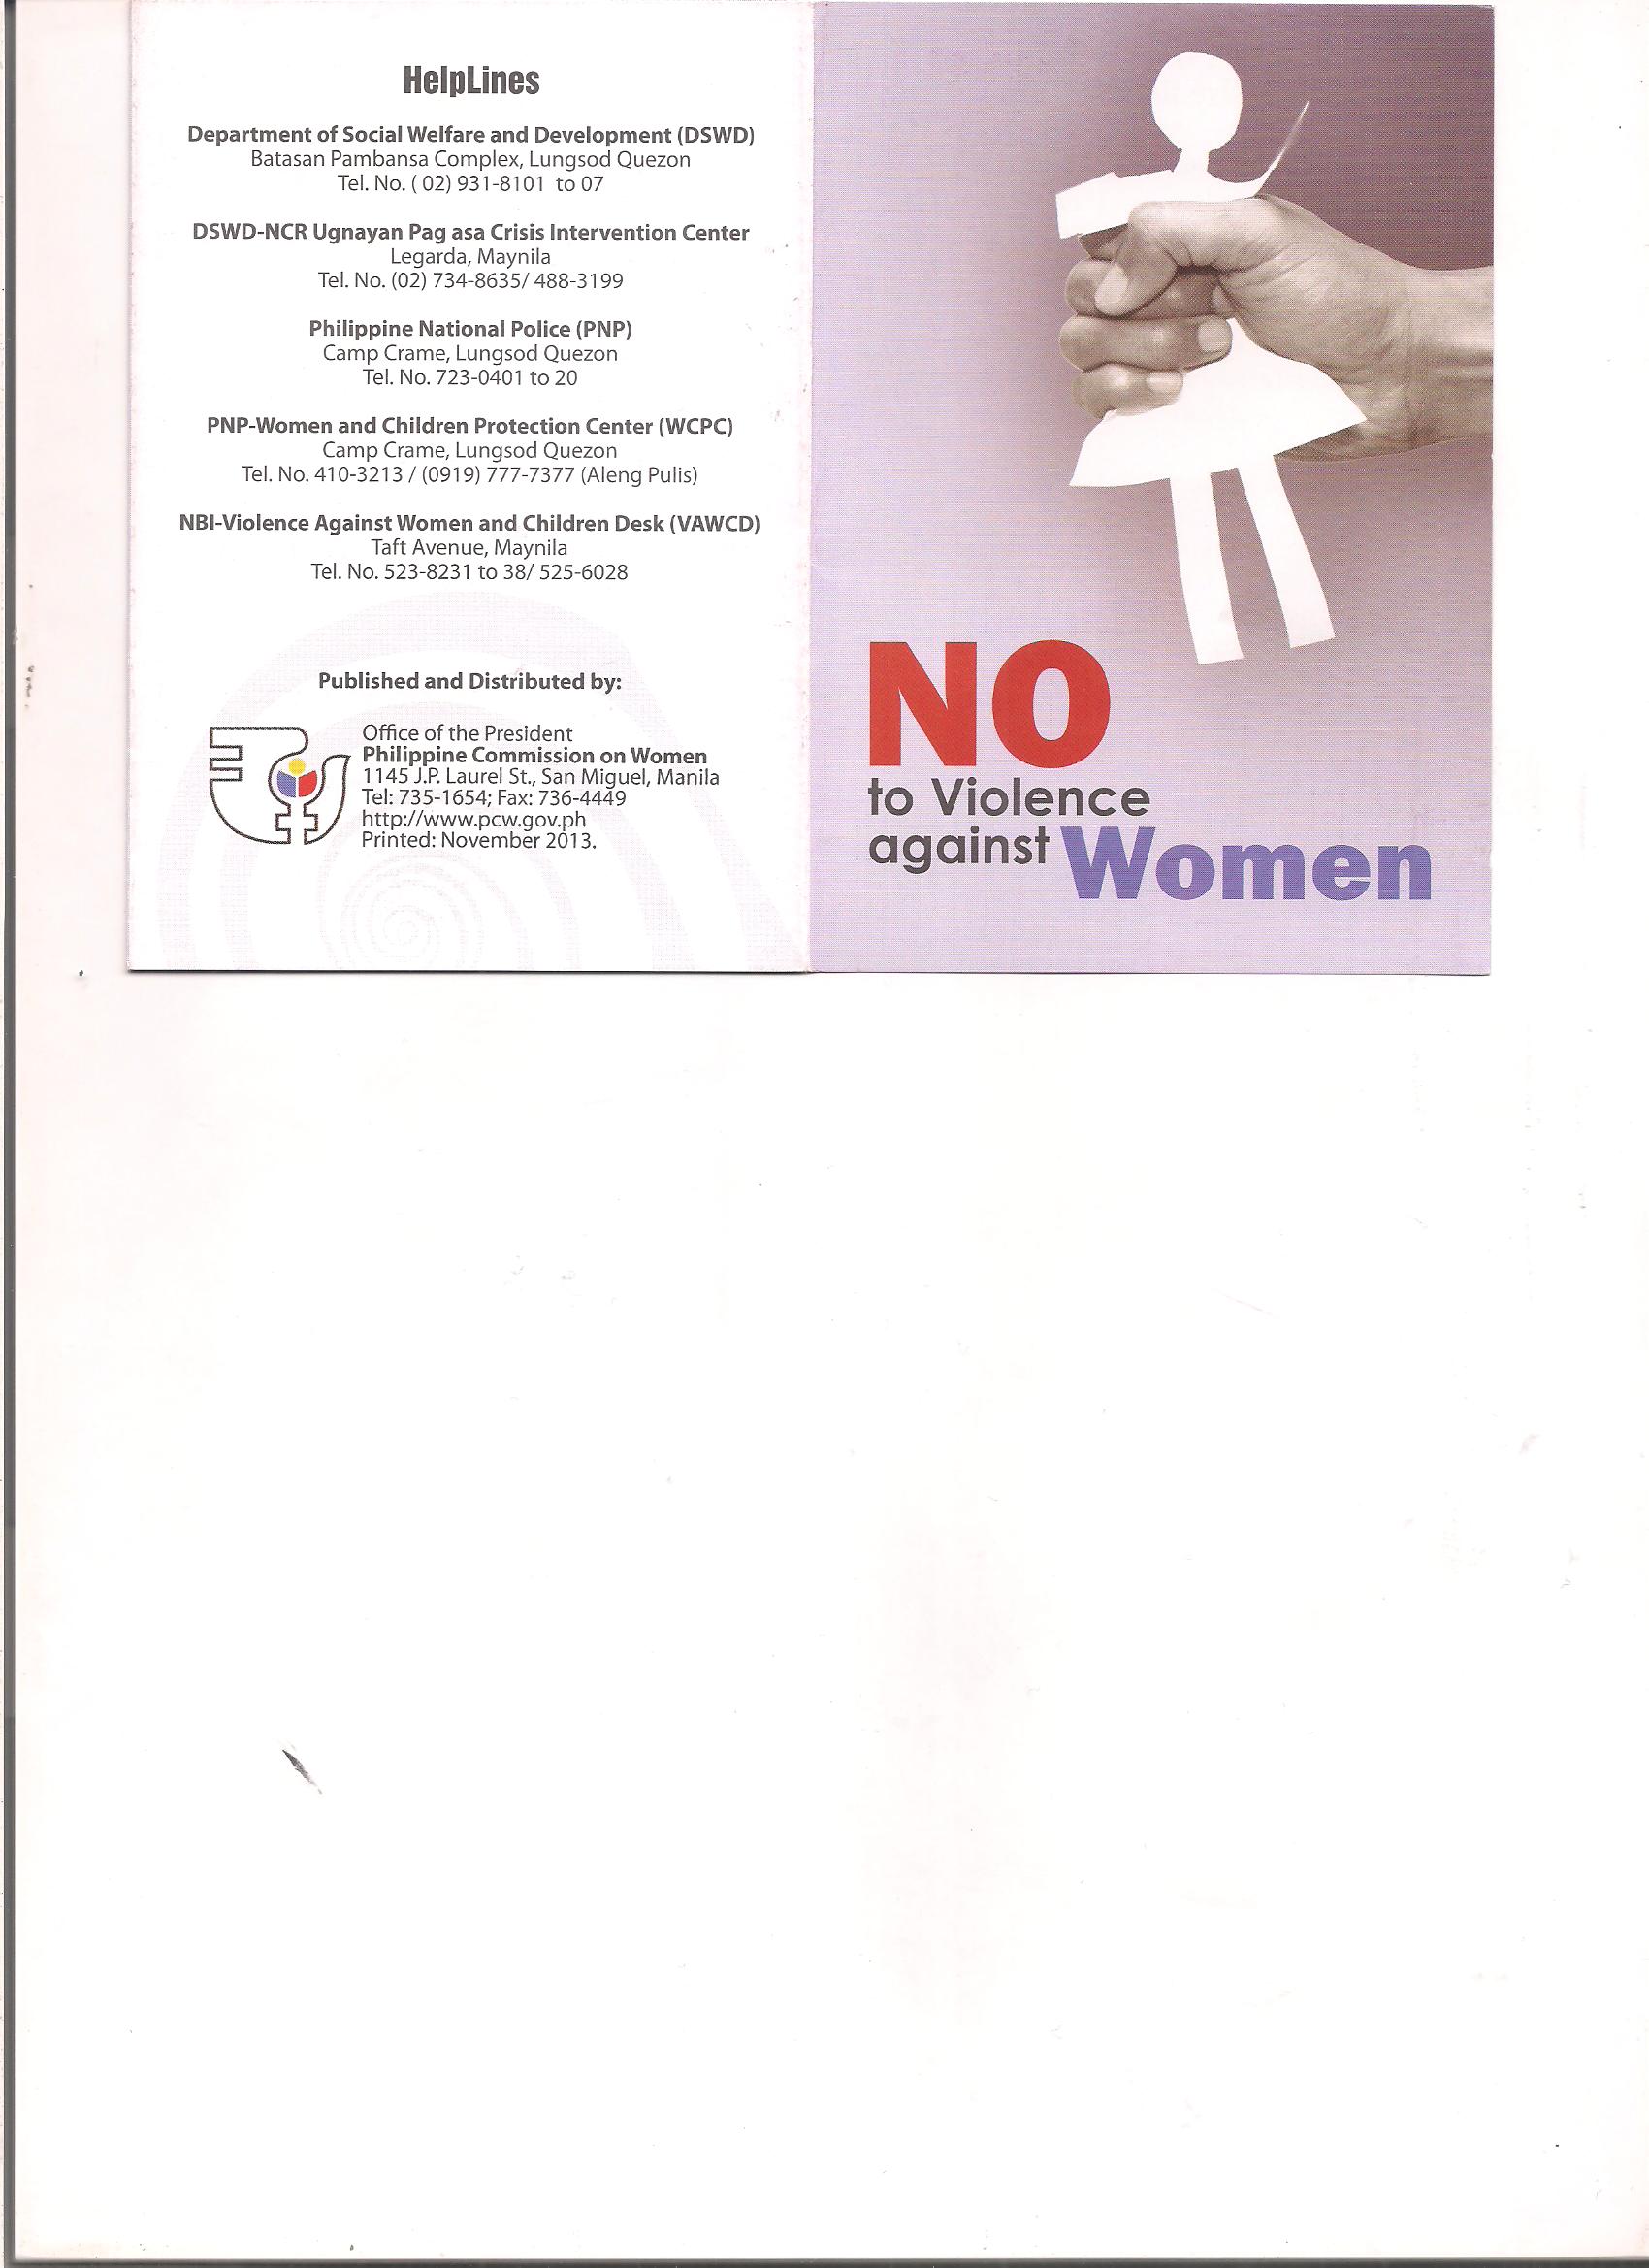 HelpLines
Department of Social Welfare and Development (DSWD)
Batasan Pambansa Complex, Lungsod Quezon
Tel. No. ( 02) 931-8101 to 07
DSWD-NCR Ugnayan Pag asa Crisis Intervention Center
Legarda, Maynila
Tel. No. (02) 734-8635/ 488-3199
Philippine National Police (PNP)
Camp Crame, Lungsod Quezon
Tel. No. 723-0401 to 20
PNP-Women and Children Protection Center (WCPC)
Camp Crame, Lungsod Quezon
Tel. No. 410-3213 / (0919) 777-7377 (Aleng Pulis)
NBI-Violence Against Women and Children Desk (VAWCD)
Taft Avenue, Maynila
Tel. No. 523-8231 to 38/ 525-6028
Published and Distributed by:
Office of the President
Philippine Commission on Women
1145 J.P. Laurel St., San Miguel, Manila
Tel: 735-1654; Fax: 736-4449
http://www.pcw.gov.ph
Printed: November 2013.
NO
to Violence
against Women